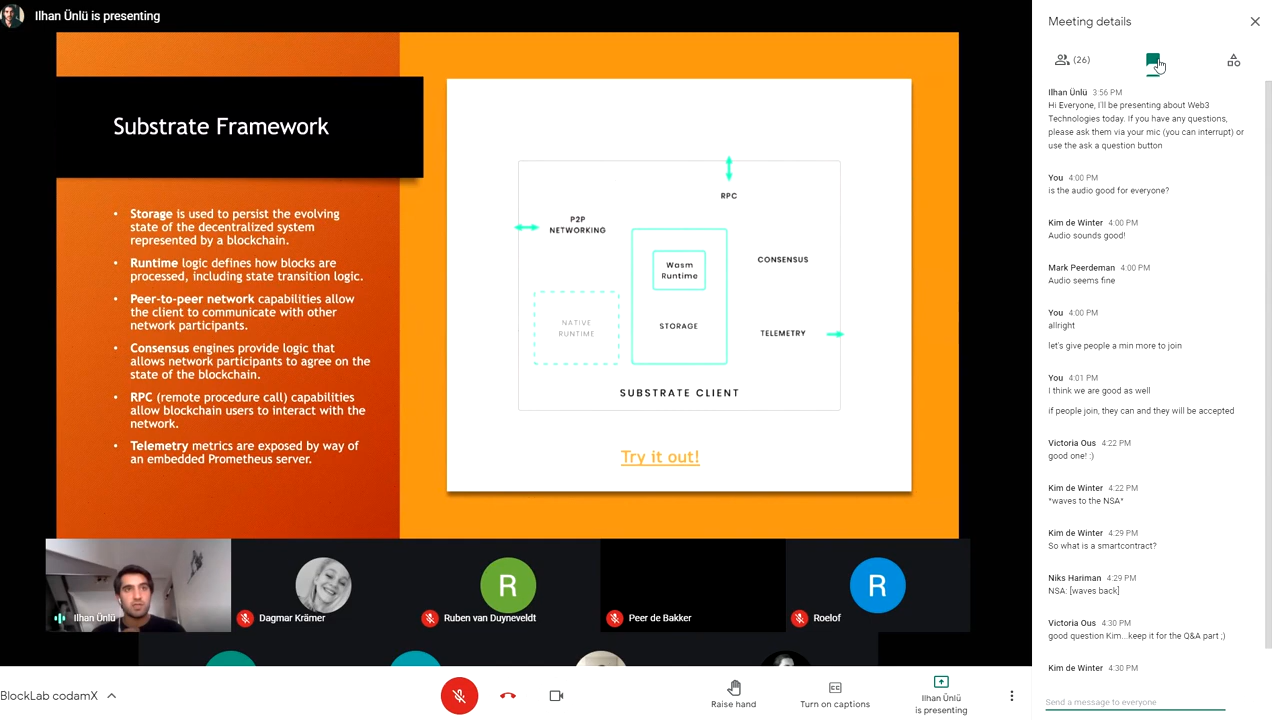 Ilhan Ünlü is presenting
Substrate Framework
• Storage is used to persist the evolving
state of the decentralized system
represented by a blockchain.
• Runtime logic defines how blocks are
processed, including state transition logic.
• Peer-to-peer network capabilities allow
the client to communicate with other
network participants.
• Consensus engines provide logic that
allows network participants to agree on the
state of the blockchain.
• RPC (remote procedure call) capabilities
allow blockchain users to interact with the
network.
• Telemetry metrics are exposed by way of
an embedded Prometheus server.
RPC
P2P
NETWORKING
CONSENSUS
Wasm
Runtime
NATIVE
RUNTIME
STORAGE
TELEMETRY
SUBSTRATE CLIENT
Try it out!
Ilhan Ünlü
Dagmar Krämer
R
Ruben van Duyneveldt
Peer de Bakker
R
Roelof
BlockLab codamX
Raise hand
CC
Turn on captions
Ilhan Ünlü
is presenting
Meeting details
(26)
Ilhan Ünlü 3:56 PM
Hi Everyone, I'll be presenting about Web3
Technologies today. If you have any questions,
please ask them via your mic (you can interrupt) or
use the ask a question button
You 4:00 PM
is the audio good for everyone?
Kim de Winter 4:00 PM
Audio sounds good!
Mark Peerdeman 4:00 PM
Audio seems fine
You 4:00 PM
allright
let's give people a min more to join
You 4:01 PM
I think we are good as well
if people join, they can and they will be accepted
Victoria Ous 4:22 PM
good one! :)
Kim de Winter 4:22 PM
*waves to the NSA*
Kim de Winter 4:29 PM
So what is a smartcontract?
Niks Hariman 4:29 PM
NSA: [waves back]
Victoria Ous 4:30 PM
good question Kim...keep it for the Q&A part ;)
Kim de Winter 4:30 PM
Send a message to everyone